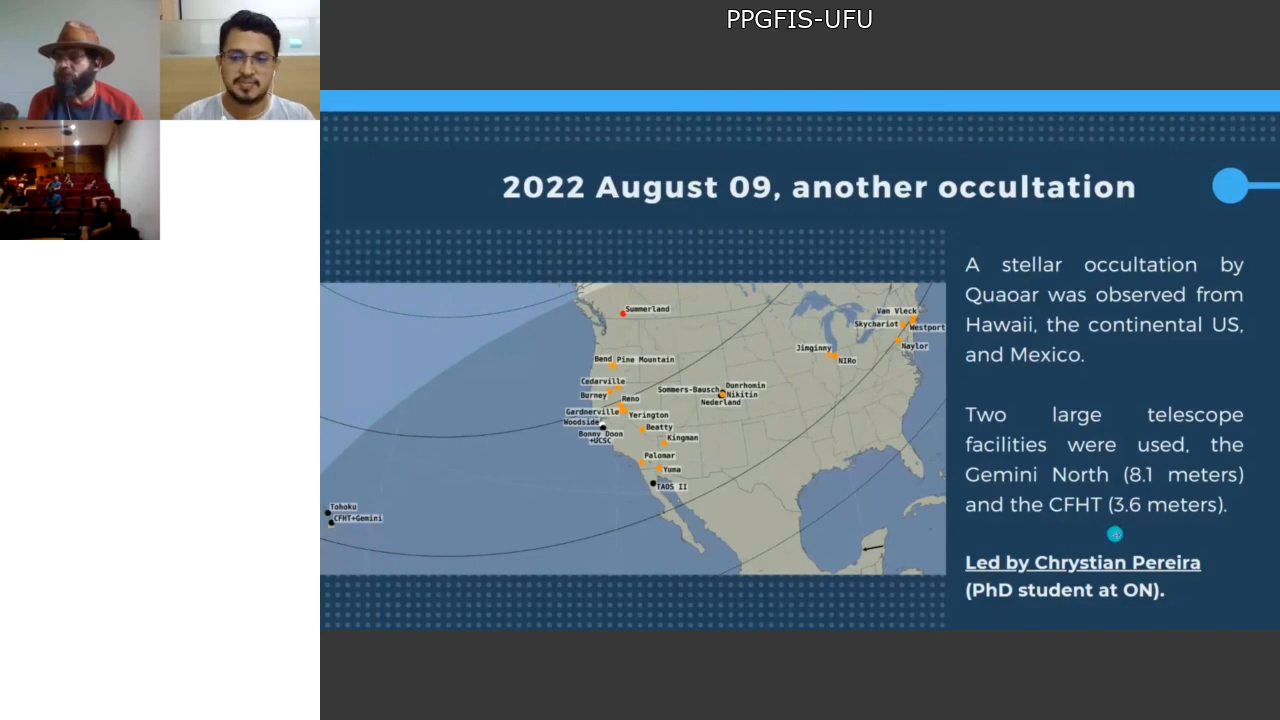 PPGFIS-UFU
2022 August 09, another occultation
A stellar occultation by
Quaoar was observed from
Hawaii, the continental US,
and Mexico.
Two large telescope
facilities were used, the
Gemini North (8.1 meters)
and the CFHT (3.6 meters).
Led by Chrystian Pereira
(PhD student at ON).
Summerland
Van Vleck
Skychariot
Westport
Naylor
Jimginny
NIRo
Bend
Pine Mountain
Cedarville
Burney
Reno
Sommers-Bausch
Dunrhomin
Nikitin
Nederland
Gardnerville
Yerington
Woodside
Beatty
Bonny Doon
+UCSC
Kingman
Palomar
Yuma
TAOS II
Tohoku
CFHT+Gemini